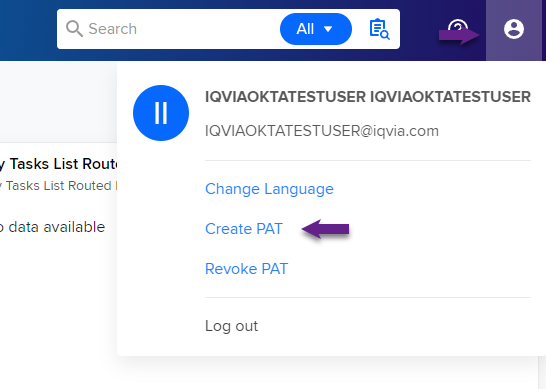 Search
All
II
IQVIAOKTATESTUSER IQVIAOKTATESTUSER
IQVIAOKTATESTUSER@iqvia.com
y Tasks List Route
y Tasks List Routed
data available
Change Language
Create PAT
Revoke PAT
Log out